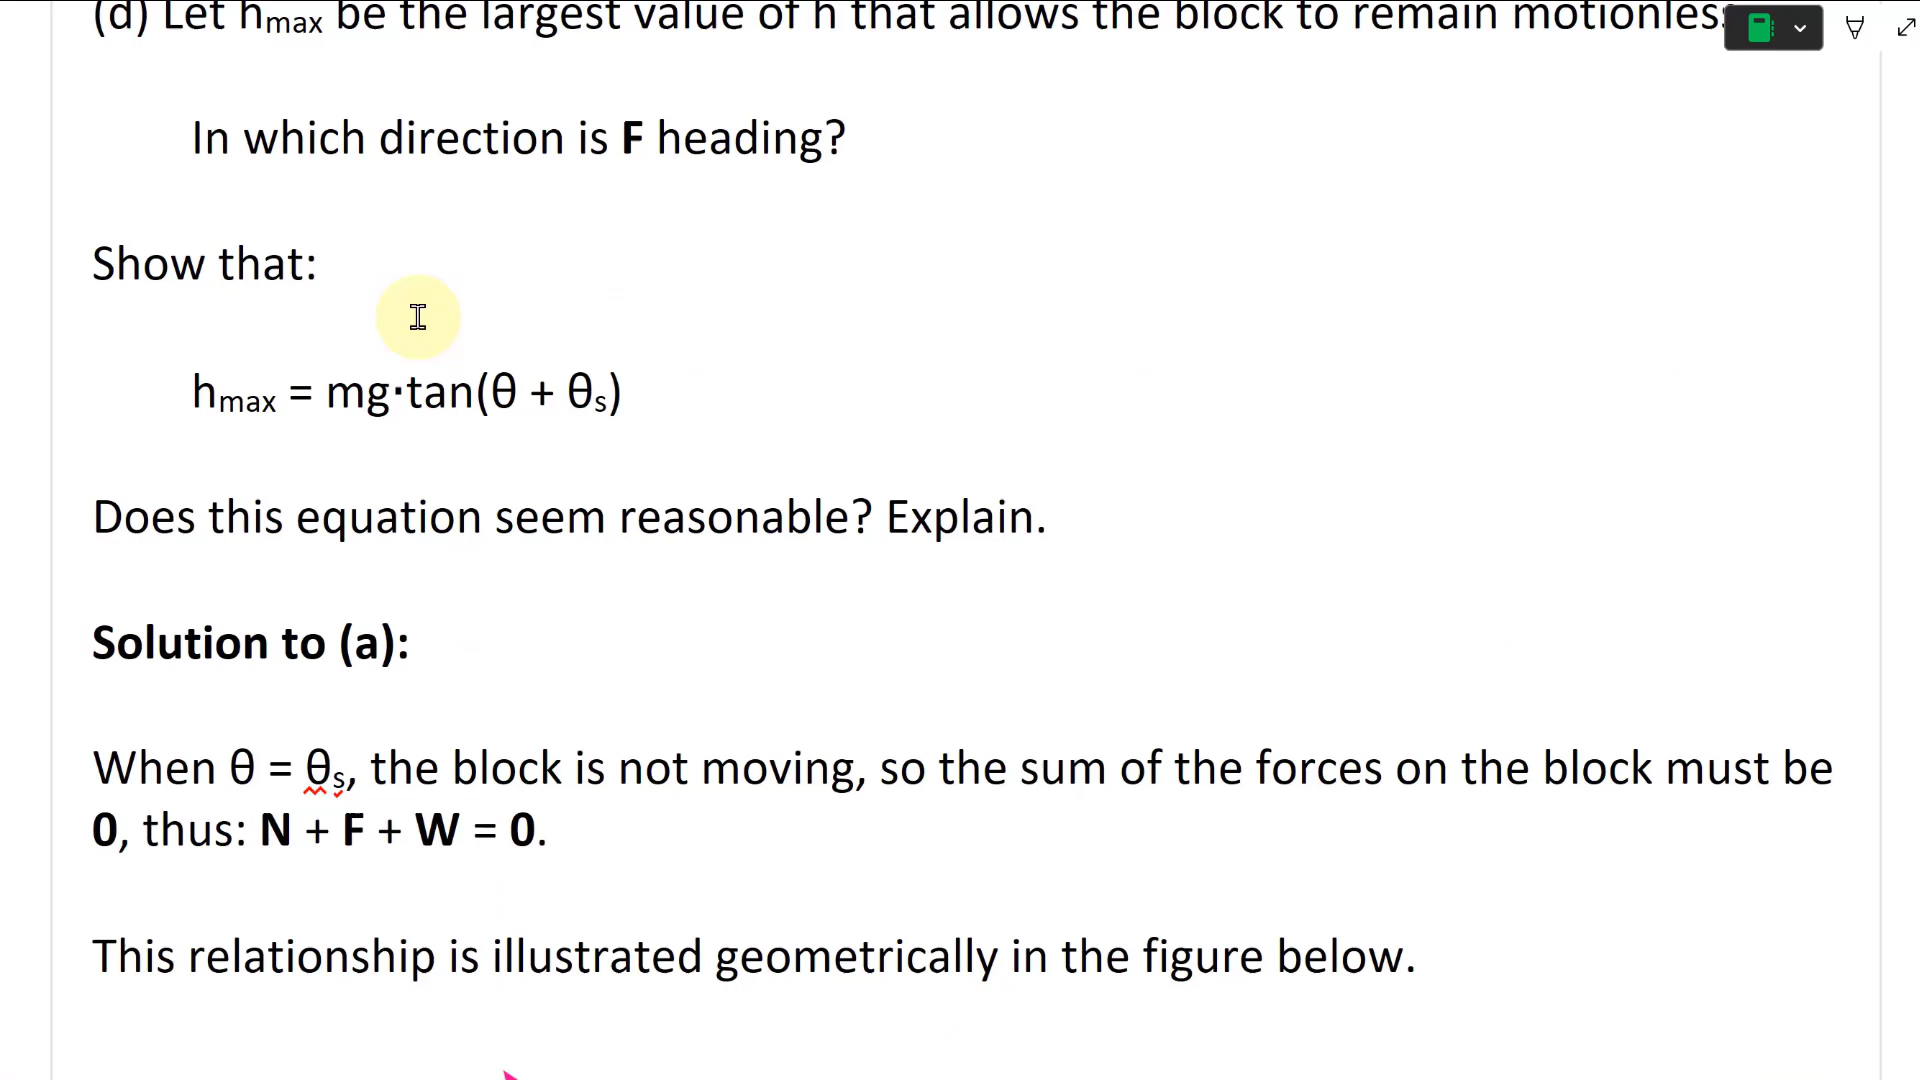 (d) Let hmax be the largest value of h that allows the block to remain motionless
In which direction is F heading?
Show that:
hmax = mg·tan(θ + θs)
Does this equation seem reasonable? Explain.
Solution to (a):
When θ = θs, the block is not moving, so the sum of the forces on the block must be
0, thus: N + F + W = 0.
This relationship is illustrated geometrically in the figure below.